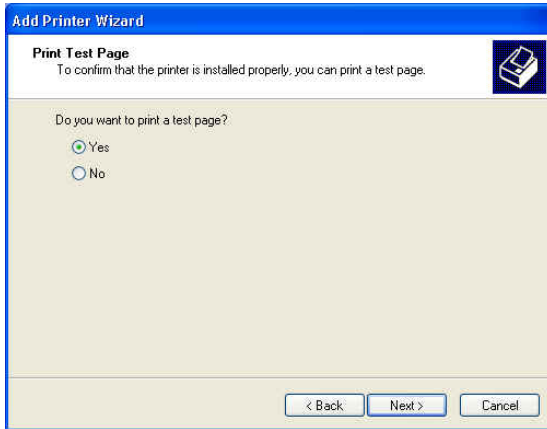 Add Printer Wizard
Print Test Page
To confirm that the printer is installed properly, you can print a test page.
Do you want to print a test page?
Yes
No
< Back Next > Cancel